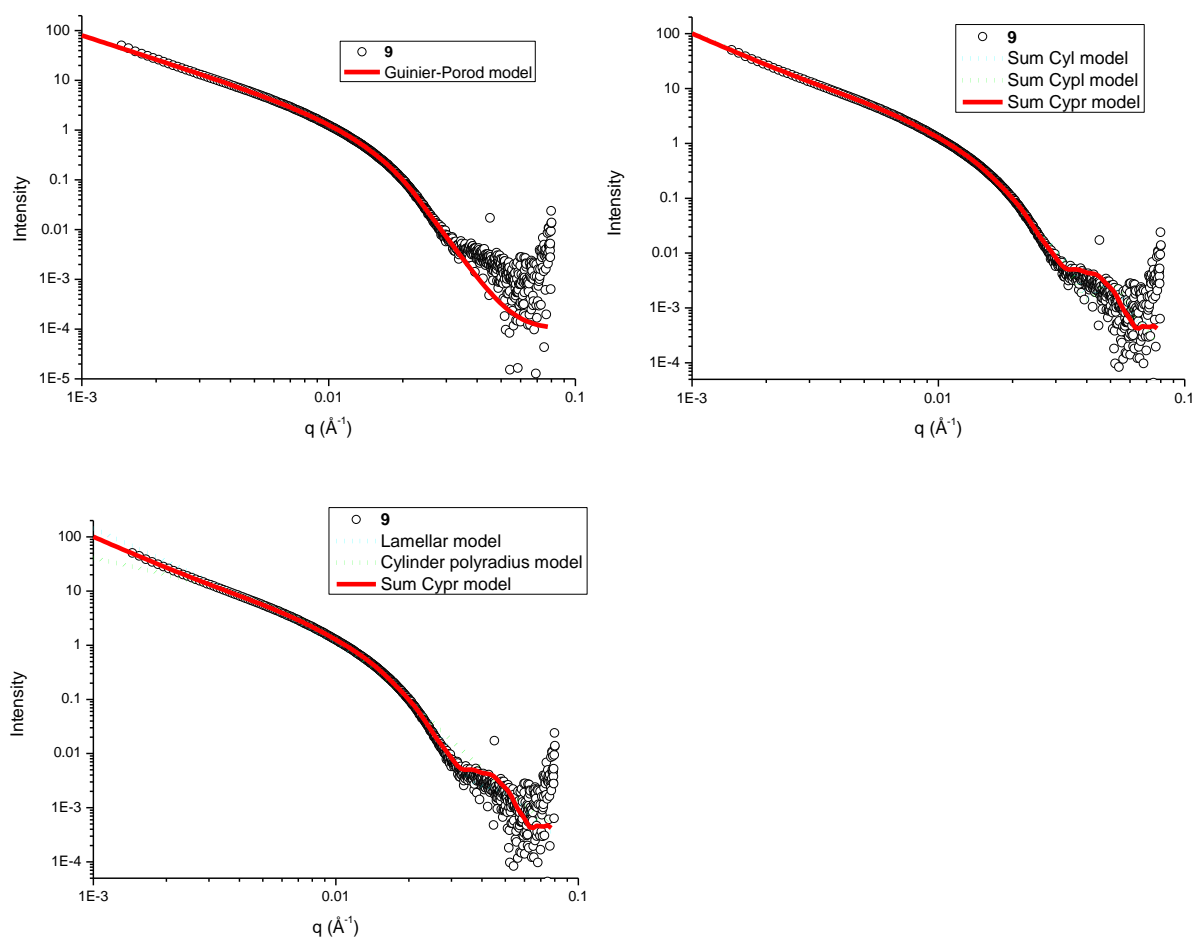 100
10
1
0.1
0.01
1E-3
1E-4
1E-5
Intensity
1E-3
0.01
0.1
q (Å⁻¹)
9
Guinier-Porod model
100
10
1
0.1
0.01
1E-3
1E-4
Intensity
1E-3
0.01
0.1
q (Å⁻¹)
9
Sum Cyl model
Sum Cypl model
Sum Cypr model
100
10
1
0.1
0.01
1E-3
1E-4
Intensity
1E-3
0.01
0.1
q (Å⁻¹)
9
Lamellar model
Cylinder polyradius model
Sum Cypr model